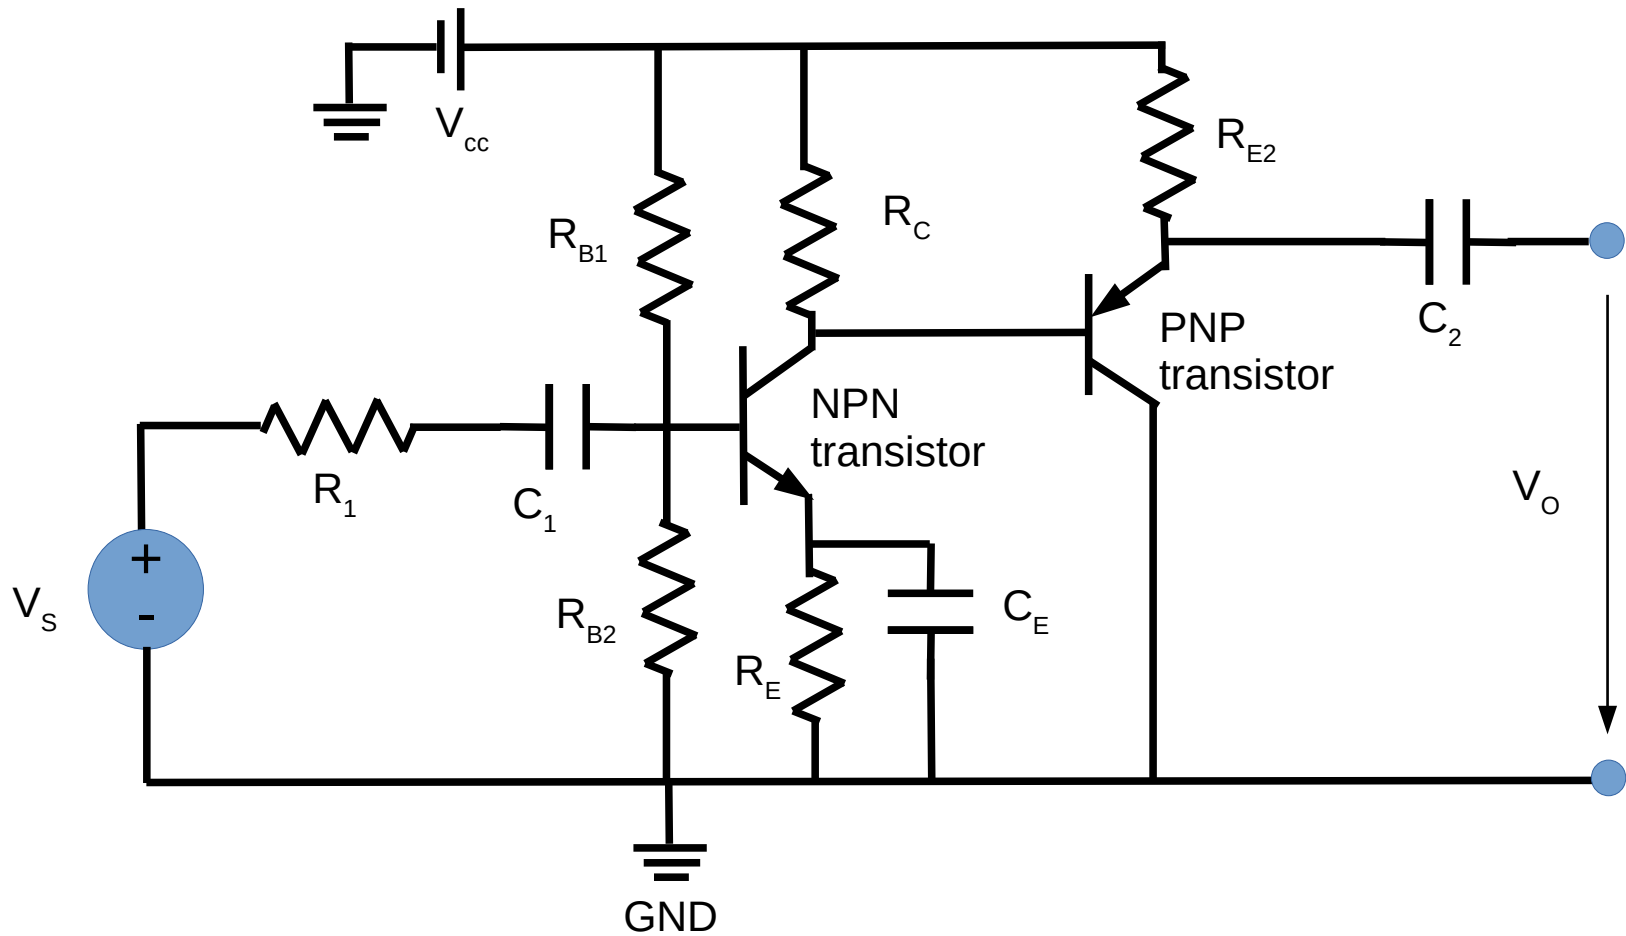 Vcc
RE2
RC
RB1
C2
PNP
transistor
NPN
transistor
R1
C1
VO
+
-
VS
RB2
CE
RE
GND